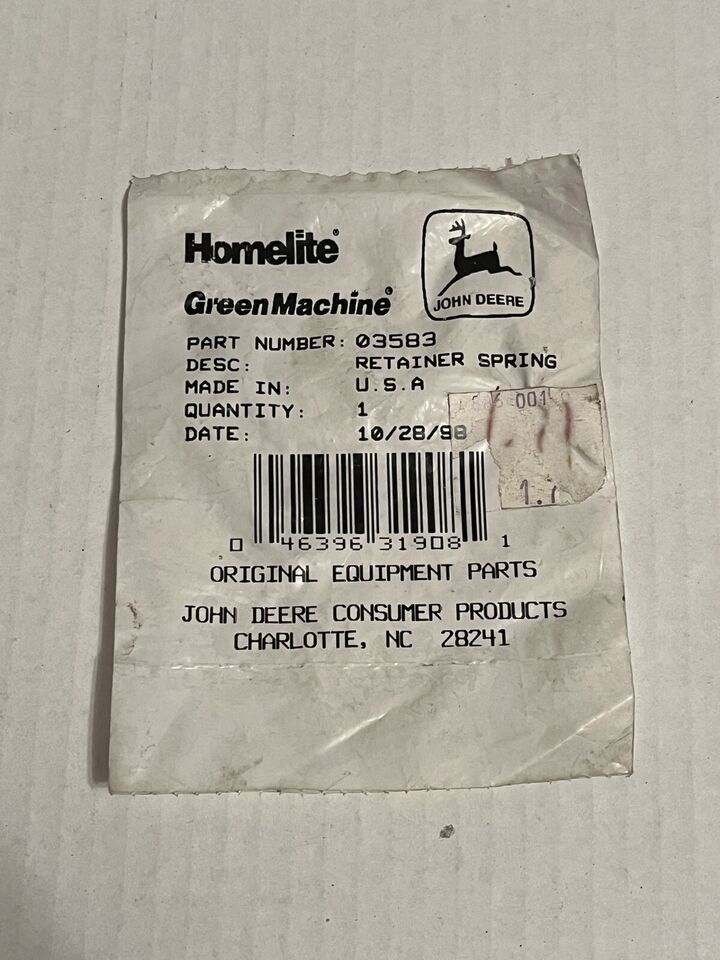 Homelite®
JOHN DEERE
GreenMachine®
PART NUMBER: 03583
DESC: RETAINER SPRING
MADE IN: U.S.A
QUANTITY: 1
DATE: 10/28/98
001
0 46396 31908 1
ORIGINAL EQUIPMENT PARTS
JOHN DEERE CONSUMER PRODUCTS
CHARLOTTE, NC 28241